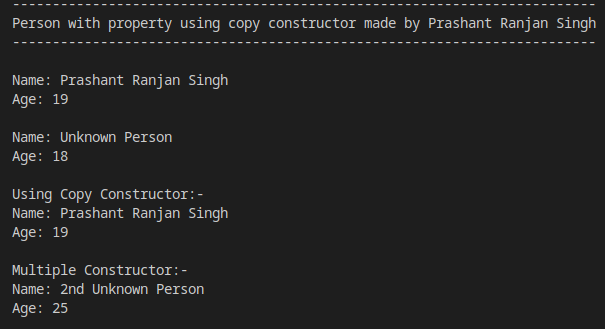 -------------------------------------------------------------------------
Person with property using copy constructor made by Prashant Ranjan Singh
-------------------------------------------------------------------------
Name: Prashant Ranjan Singh
Age: 19
Name: Unknown Person
Age: 18
Using Copy Constructor:-
Name: Prashant Ranjan Singh
Age: 19
Multiple Constructor:-
Name: 2nd Unknown Person
Age: 25